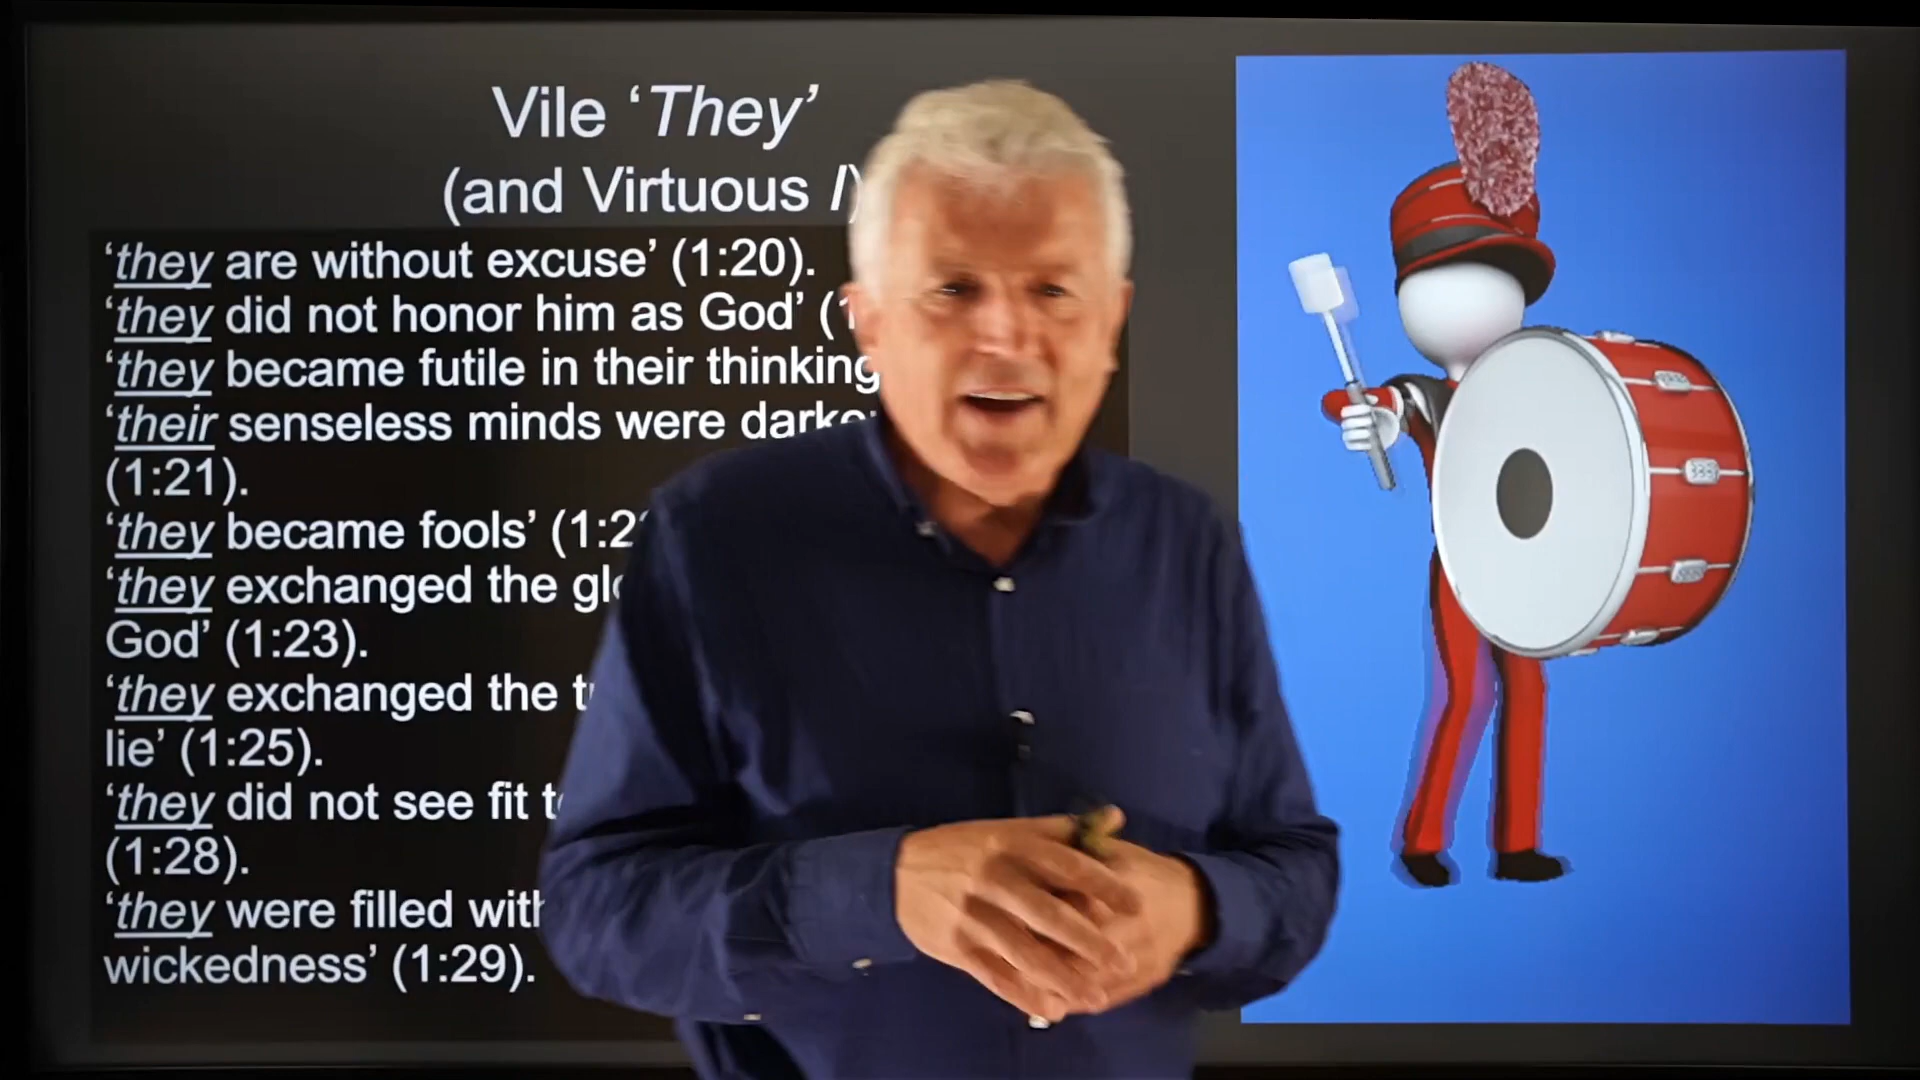 Vile ‘They’
(and Virtuous I)
‘they are without excuse’ (1:20).
‘they did not honor him as God’ (1
‘they became futile in their thinking
‘their senseless minds were
(1:21).
‘they became fools’ (1:2
‘they exchanged the
God’ (1:23).
‘they exchanged the
lie’ (1:25).
‘they did not see fit
(1:28).
‘they were filled with
wickedness’ (1:29).